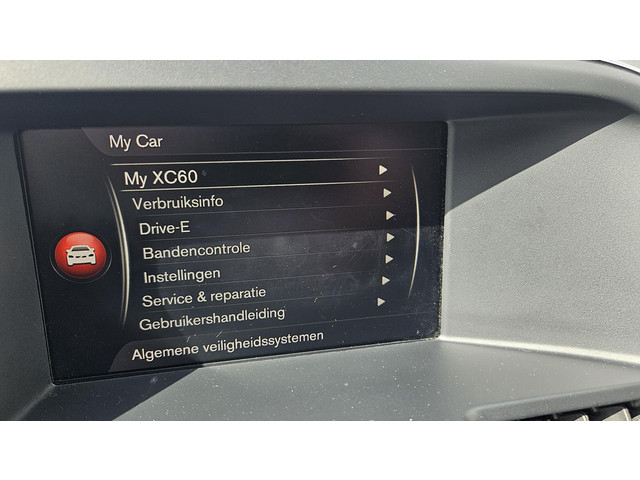 My Car
My XC60
Verbruiksinfo
Drive-E
Bandencontrole
Instellingen
Service & reparatie
Gebruikershandleiding
Algemene veiligheidssystemen